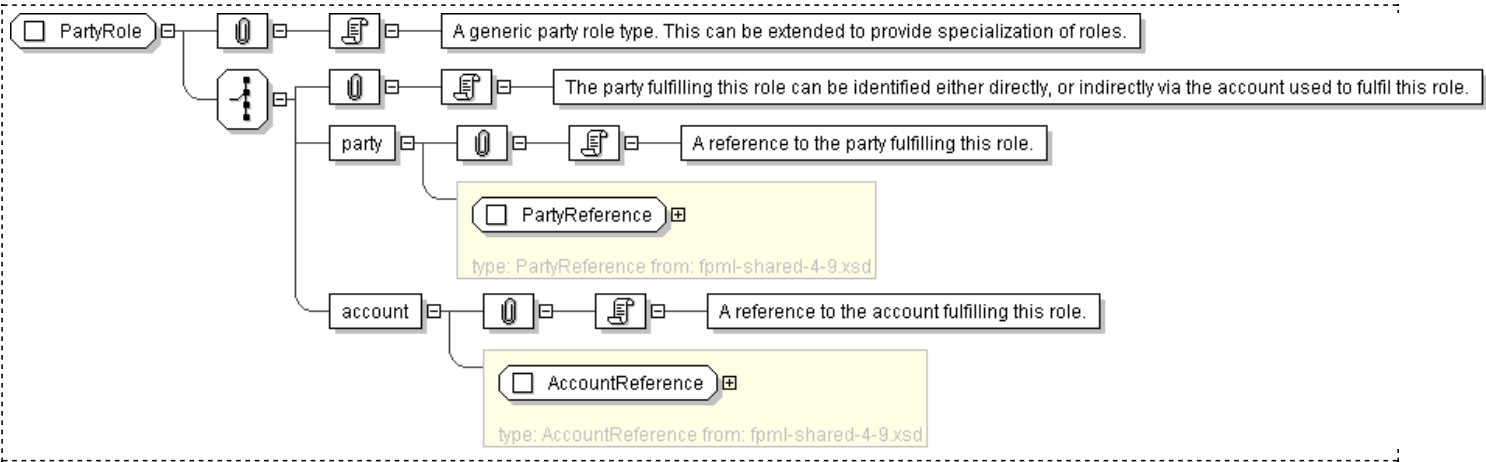 PartyRole
A generic party role type. This can be extended to provide specialization of roles.
The party fulfilling this role can be identified either directly, or indirectly via the account used to fulfil this role.
party
A reference to the party fulfilling this role.
PartyReference
type: PartyReference from: fpml-shared-4-9.xsd
account
A reference to the account fulfilling this role.
AccountReference
type: AccountReference from: fpml-shared-4-9.xsd